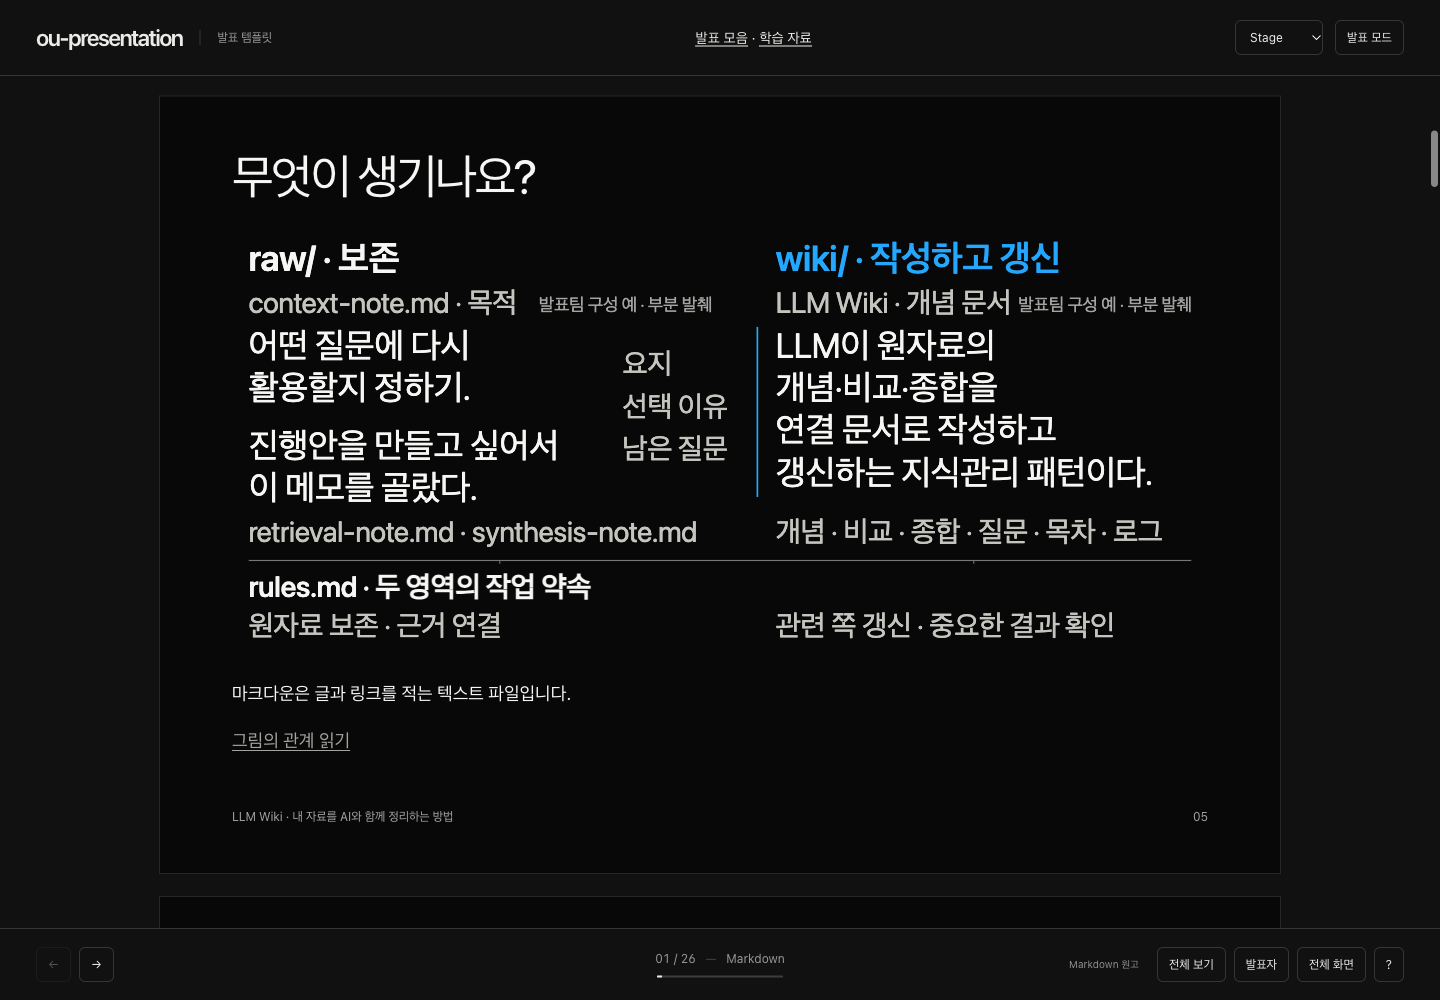 ou-presentation
발표 템플릿
발표 모음 · 학습 자료
Stage
발표 모드
무엇이 생기나요?
raw/ · 보존
context-note.md · 목적
발표팀 구성 예 · 부분 발췌
어떤 질문에 다시
활용할지 정하기.
진행안을 만들고 싶어서
이 메모를 골랐다.
요지
선택 이유
남은 질문
retrieval-note.md · synthesis-note.md
wiki/ · 작성하고 갱신
LLM Wiki · 개념 문서
발표팀 구성 예 · 부분 발췌
LLM이 원자료의
개념·비교·종합을
연결 문서로 작성하고
갱신하는 지식관리 패턴이다.
개념 · 비교 · 종합 · 질문 · 목차 · 로그
rules.md · 두 영역의 작업 약속
원자료 보존 · 근거 연결
관련 쪽 갱신 · 중요한 결과 확인
마크다운은 글과 링크를 적는 텍스트 파일입니다.
그림의 관계 읽기
LLM Wiki · 내 자료를 AI와 함께 정리하는 방법
05
←
→
01 / 26 — Markdown
Markdown 원고
전체 보기
발표자
전체 화면
?